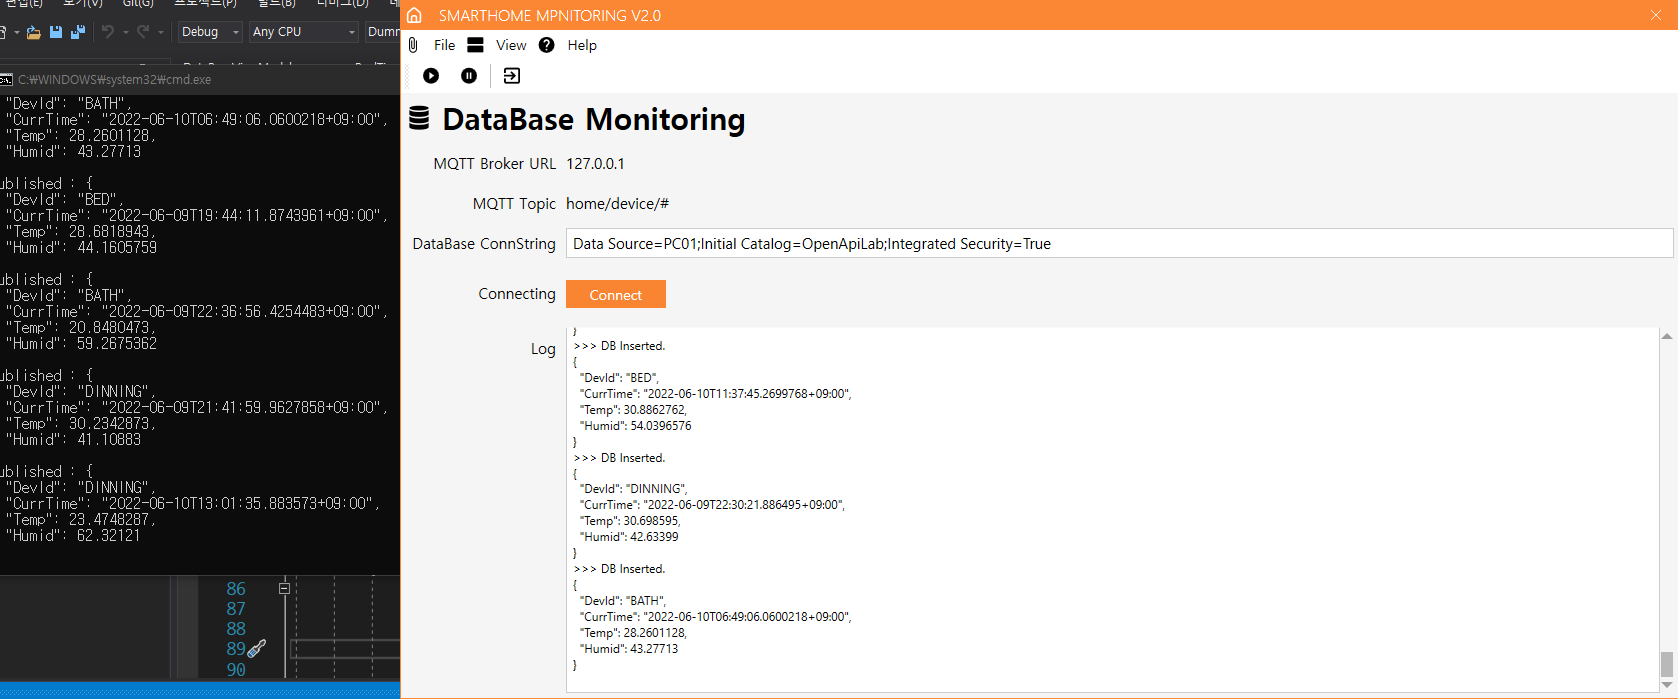 편집(E) 보기(V) Git(G) 프로젝트(P) 빌드(B) 디버그(D)
Debug Any CPU
C:₩WINDOWS₩system32₩cmd.exe
"DevId": "BATH",
"CurrTime": "2022-06-10T06:49:06.0600218+09:00",
"Temp": 28.2601128,
"Humid": 43.27713
ublished : {
"DevId": "BED",
"CurrTime": "2022-06-09T19:44:11.8743961+09:00",
"Temp": 28.6818943,
"Humid": 44.1605759
ublished : {
"DevId": "BATH",
"CurrTime": "2022-06-09T22:36:56.4254483+09:00",
"Temp": 20.8480473,
"Humid": 59.2675362
ublished : {
"DevId": "DINNING",
"CurrTime": "2022-06-09T21:41:59.9627858+09:00",
"Temp": 30.2342873,
"Humid": 41.10883
ublished : {
"DevId": "DINNING",
"CurrTime": "2022-06-10T13:01:35.883573+09:00",
"Temp": 23.4748287,
"Humid": 62.32121
86
87
88
89
90
SMARTHOME MPNITORING V2.0
File View Help
DataBase Monitoring
MQTT Broker URL 127.0.0.1
MQTT Topic home/device/#
DataBase ConnString Data Source=PC01;Initial Catalog=OpenApiLab;Integrated Security=True
Connecting Connect
Log
}
>>> DB Inserted.
{
"DevId": "BED",
"CurrTime": "2022-06-10T11:37:45.2699768+09:00",
"Temp": 30.8862762,
"Humid": 54.0396576
}
>>> DB Inserted.
{
"DevId": "DINNING",
"CurrTime": "2022-06-09T22:30:21.886495+09:00",
"Temp": 30.698595,
"Humid": 42.63399
}
>>> DB Inserted.
{
"DevId": "BATH",
"CurrTime": "2022-06-10T06:49:06.0600218+09:00",
"Temp": 28.2601128,
"Humid": 43.27713
}